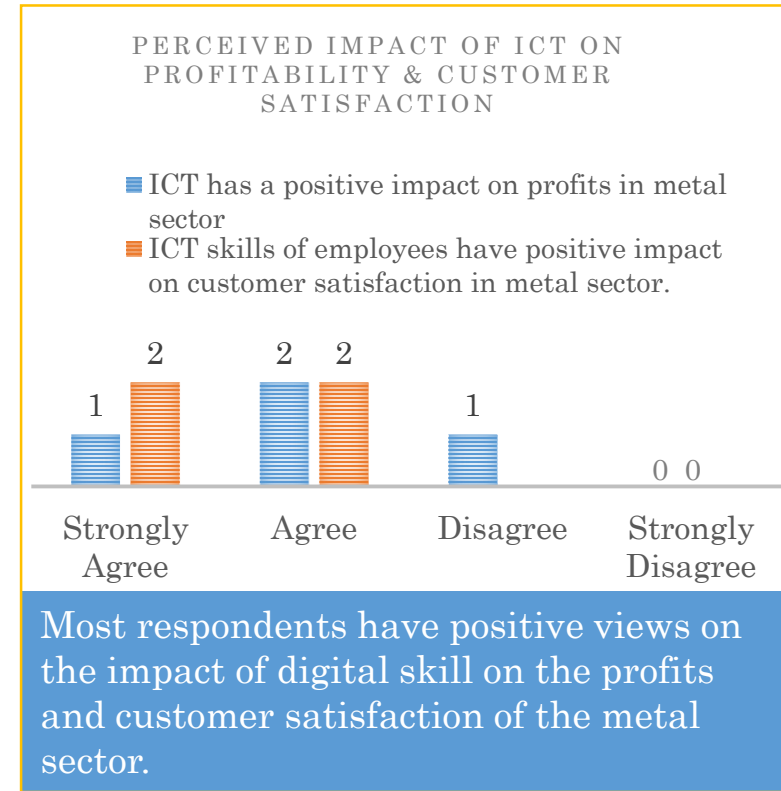 PERCEIVED IMPACT OF ICT ON
PROFITABILITY & CUSTOMER
SATISFACTION
ICT has a positive impact on profits in metal
sector
ICT skills of employees have positive impact
on customer satisfaction in metal sector.
1 2 2 2 1 0 0
Strongly Agree Disagree Strongly
Agree Disagree
Most respondents have positive views on
the impact of digital skill on the profits
and customer satisfaction of the metal
sector.